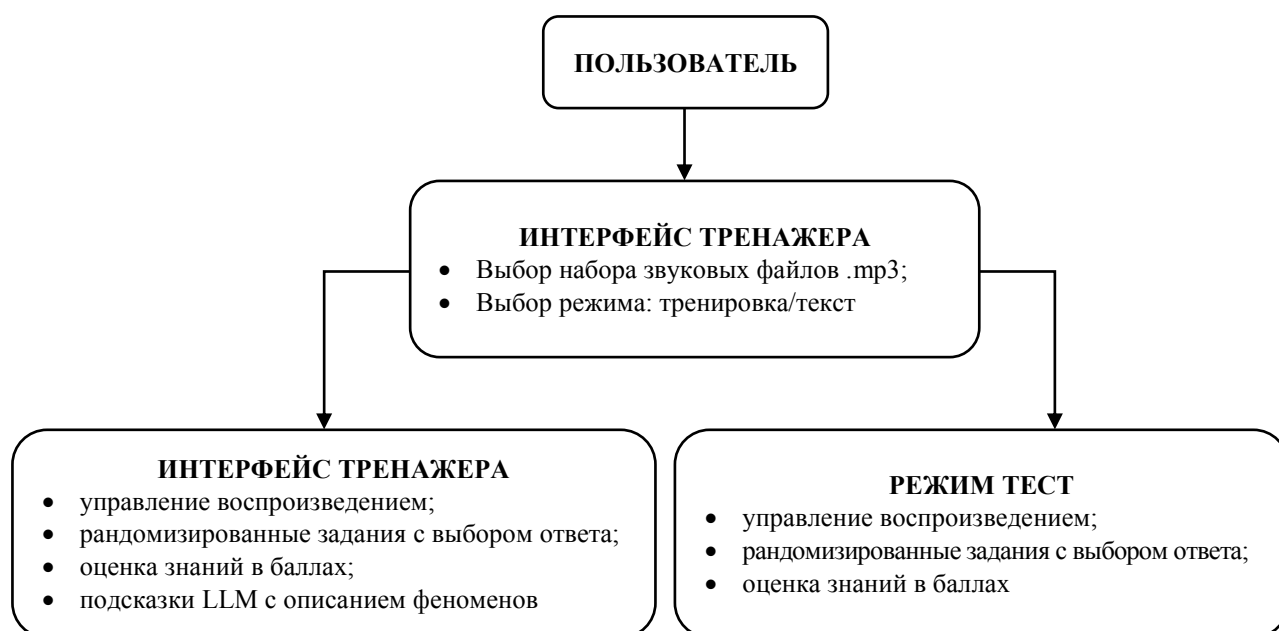 ПОЛЬЗОВАТЕЛЬ
ИНТЕРФЕЙС ТРЕНАЖЕРА
• Выбор набора звуковых файлов .mp3;
• Выбор режима: тренировка/текст
ИНТЕРФЕЙС ТРЕНАЖЕРА
• управление воспроизведением;
• рандомизированные задания с выбором ответа;
• оценка знаний в баллах;
• подсказки LLM с описанием феноменов
РЕЖИМ ТЕСТ
• управление воспроизведением;
• рандомизированные задания с выбором ответа;
• оценка знаний в баллах